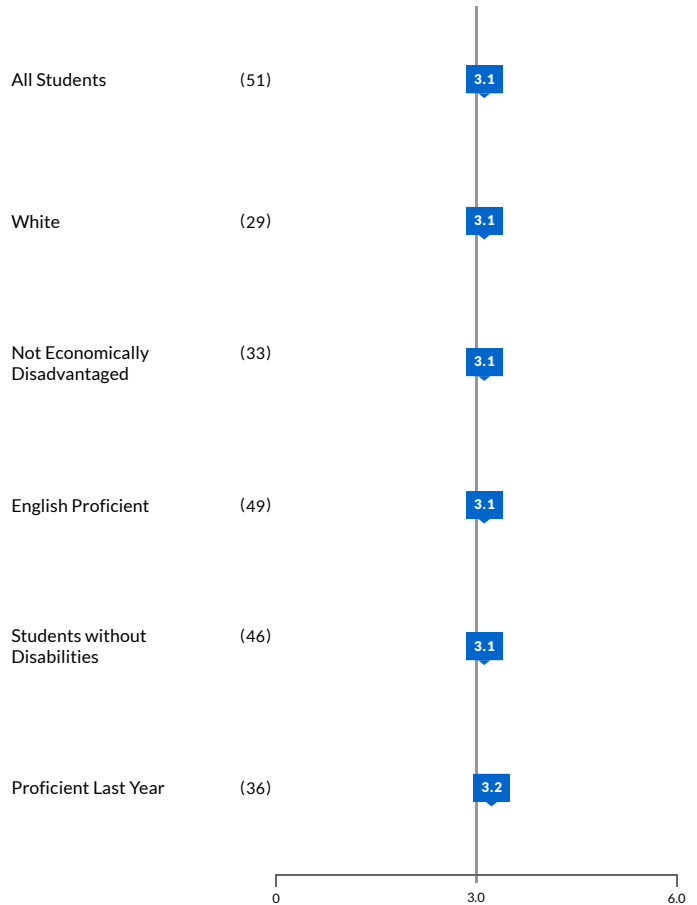 All Students (51) 3.1
White (29) 3.1
Not Economically (33) 3.1
Disadvantaged
English Proficient (49) 3.1
Students without (46) 3.1
Disabilities
Proficient Last Year (36) 3.2
0 3.0 6.0